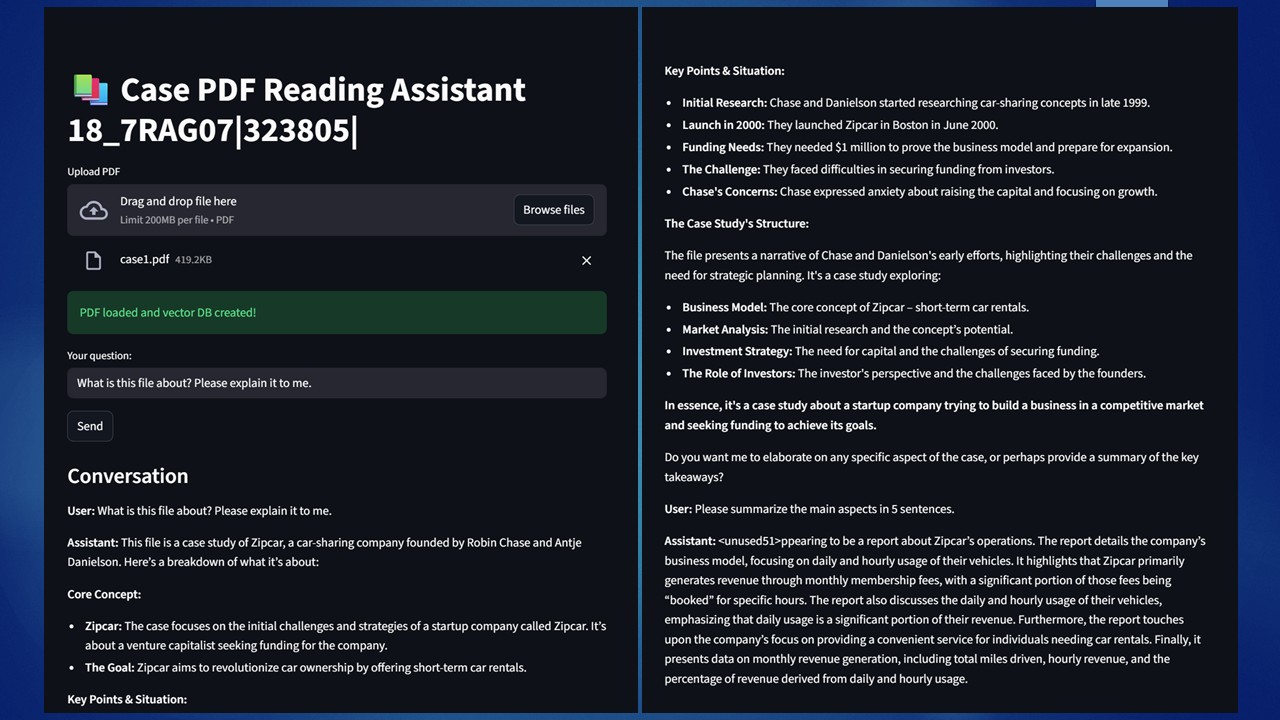 Case PDF Reading Assistant
18_7RAG07|323805|
Upload PDF
Drag and drop file here
Limit 200MB per file • PDF
Browse files
case1.pdf 419.2KB
PDF loaded and vector DB created!
Your question:
What is this file about? Please explain it to me.
Send
Conversation
User: What is this file about? Please explain it to me.
Assistant: This file is a case study of Zipcar, a car-sharing company founded by Robin Chase and Antje
Danielson. Here's a breakdown of what it's about:
Core Concept:
• Zipcar: The case focuses on the initial challenges and strategies of a startup company called Zipcar. It's
about a venture capitalist seeking funding for the company.
• The Goal: Zipcar aims to revolutionize car ownership by offering short-term car rentals.
Key Points & Situation:
Key Points & Situation:
• Initial Research: Chase and Danielson started researching car-sharing concepts in late 1999.
• Launch in 2000: They launched Zipcar in Boston in June 2000.
• Funding Needs: They needed $1 million to prove the business model and prepare for expansion.
• The Challenge: They faced difficulties in securing funding from investors.
• Chase's Concerns: Chase expressed anxiety about raising the capital and focusing on growth.
The Case Study's Structure:
The file presents a narrative of Chase and Danielson's early efforts, highlighting their challenges and the
need for strategic planning. It's a case study exploring:
• Business Model: The core concept of Zipcar – short-term car rentals.
• Market Analysis: The initial research and the concept's potential.
• Investment Strategy: The need for capital and the challenges of securing funding.
• The Role of Investors: The investor's perspective and the challenges faced by the founders.
In essence, it's a case study about a startup company trying to build a business in a competitive market
and seeking funding to achieve its goals.
Do you want me to elaborate on any specific aspect of the case, or perhaps provide a summary of the key
takeaways?
User: Please summarize the main aspects in 5 sentences.
Assistant: <unused51>ppearing to be a report about Zipcar's operations. The report details the company's
business model, focusing on daily and hourly usage of their vehicles. It highlights that Zipcar primarily
generates revenue through monthly membership fees, with a significant portion of those fees being
“booked” for specific hours. The report also discusses the daily and hourly usage of their vehicles,
emphasizing that daily usage is a significant portion of their revenue. Furthermore, the report touches
upon the company's focus on providing a convenient service for individuals needing car rentals. Finally, it
presents data on monthly revenue generation, including total miles driven, hourly revenue, and the
percentage of revenue derived from daily and hourly usage.